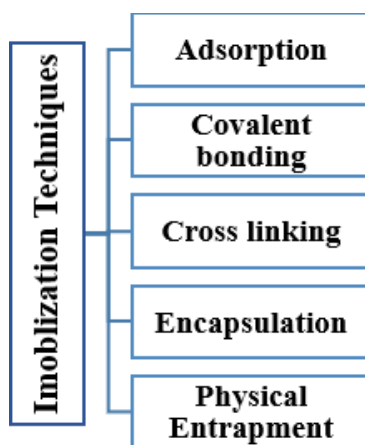 Imoblization Techniques
Adsorption
Covalent
bonding
Cross linking
Encapsulation
Physical
Entrapment